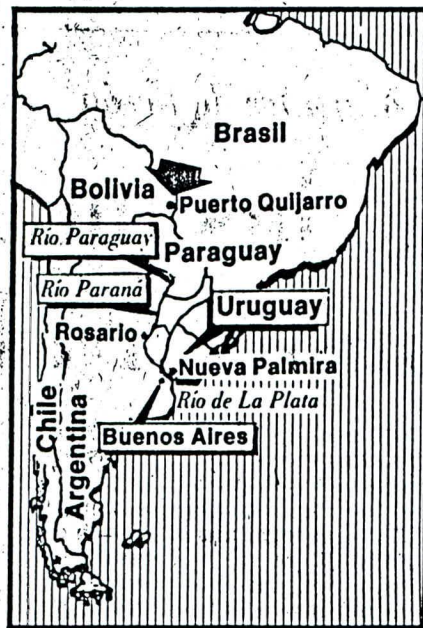 Brasil
Bolivia
Puerto Quijarro
Río Paraguay
Paraguay
Río Paraná
Uruguay
Rosario
Nueva Palmira
Río de La Plata
Buenos Aires
Chile
Argentina